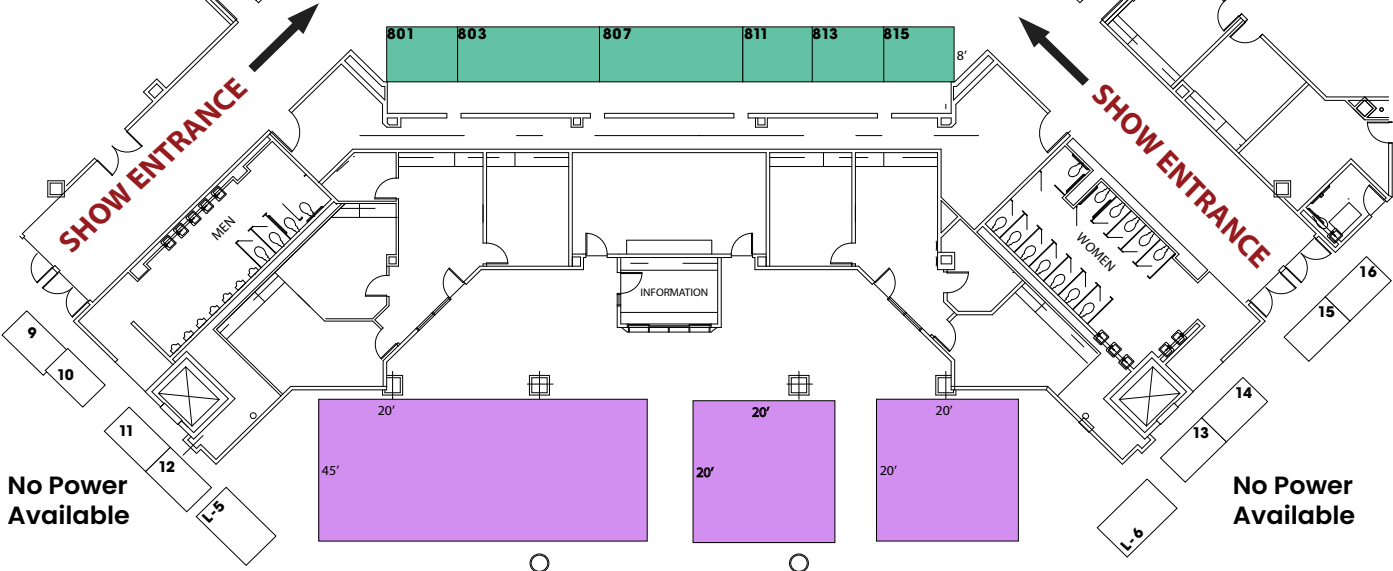 801
803
807
811
813
815
8'
SHOW ENTRANCE
SHOW ENTRANCE
MEN
WOMEN
INFORMATION
9
10
11
12
L-5
16
15
14
13
L-6
20'
45'
20'
20'
20'
20'
No Power
Available
No Power
Available